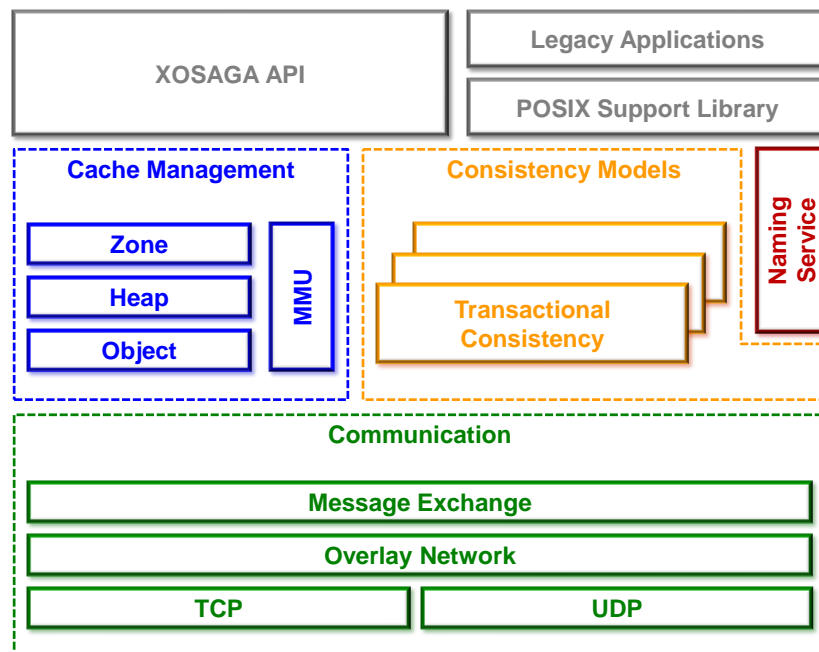 XOSAGA API
Legacy Applications
POSIX Support Library
Cache Management
Zone
Heap
Object
MMU
Consistency Models
Transactional
Consistency
Naming
Service
Communication
Message Exchange
Overlay Network
TCP
UDP